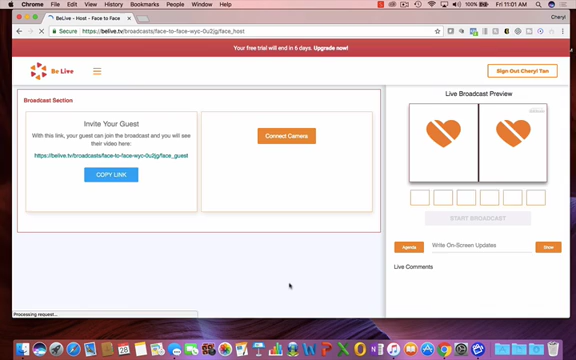 Chrome File Edit View History Bookmarks People Window Help
100% Fri 11:01 AM
BeLive - Host - Face to Face
Cheryl
Secure https://belive.tv/broadcasts/face-to-face-wyc-0u2jg/face_host
Your free trial will end in 6 days. Upgrade now!
Be Live
Sign Out Cheryl Tan
Broadcast Section
Invite Your Guest
With this link, your guest can join the broadcast and you will
see their video here:
https://belive.tv/broadcasts/face-to-face-wyc-0u2jg/face_guest
COPY LINK
Connect Camera
Live Broadcast Preview
START BROADCAST
Agenda
Write On-Screen Updates
Show
Live Comments
Processing request...